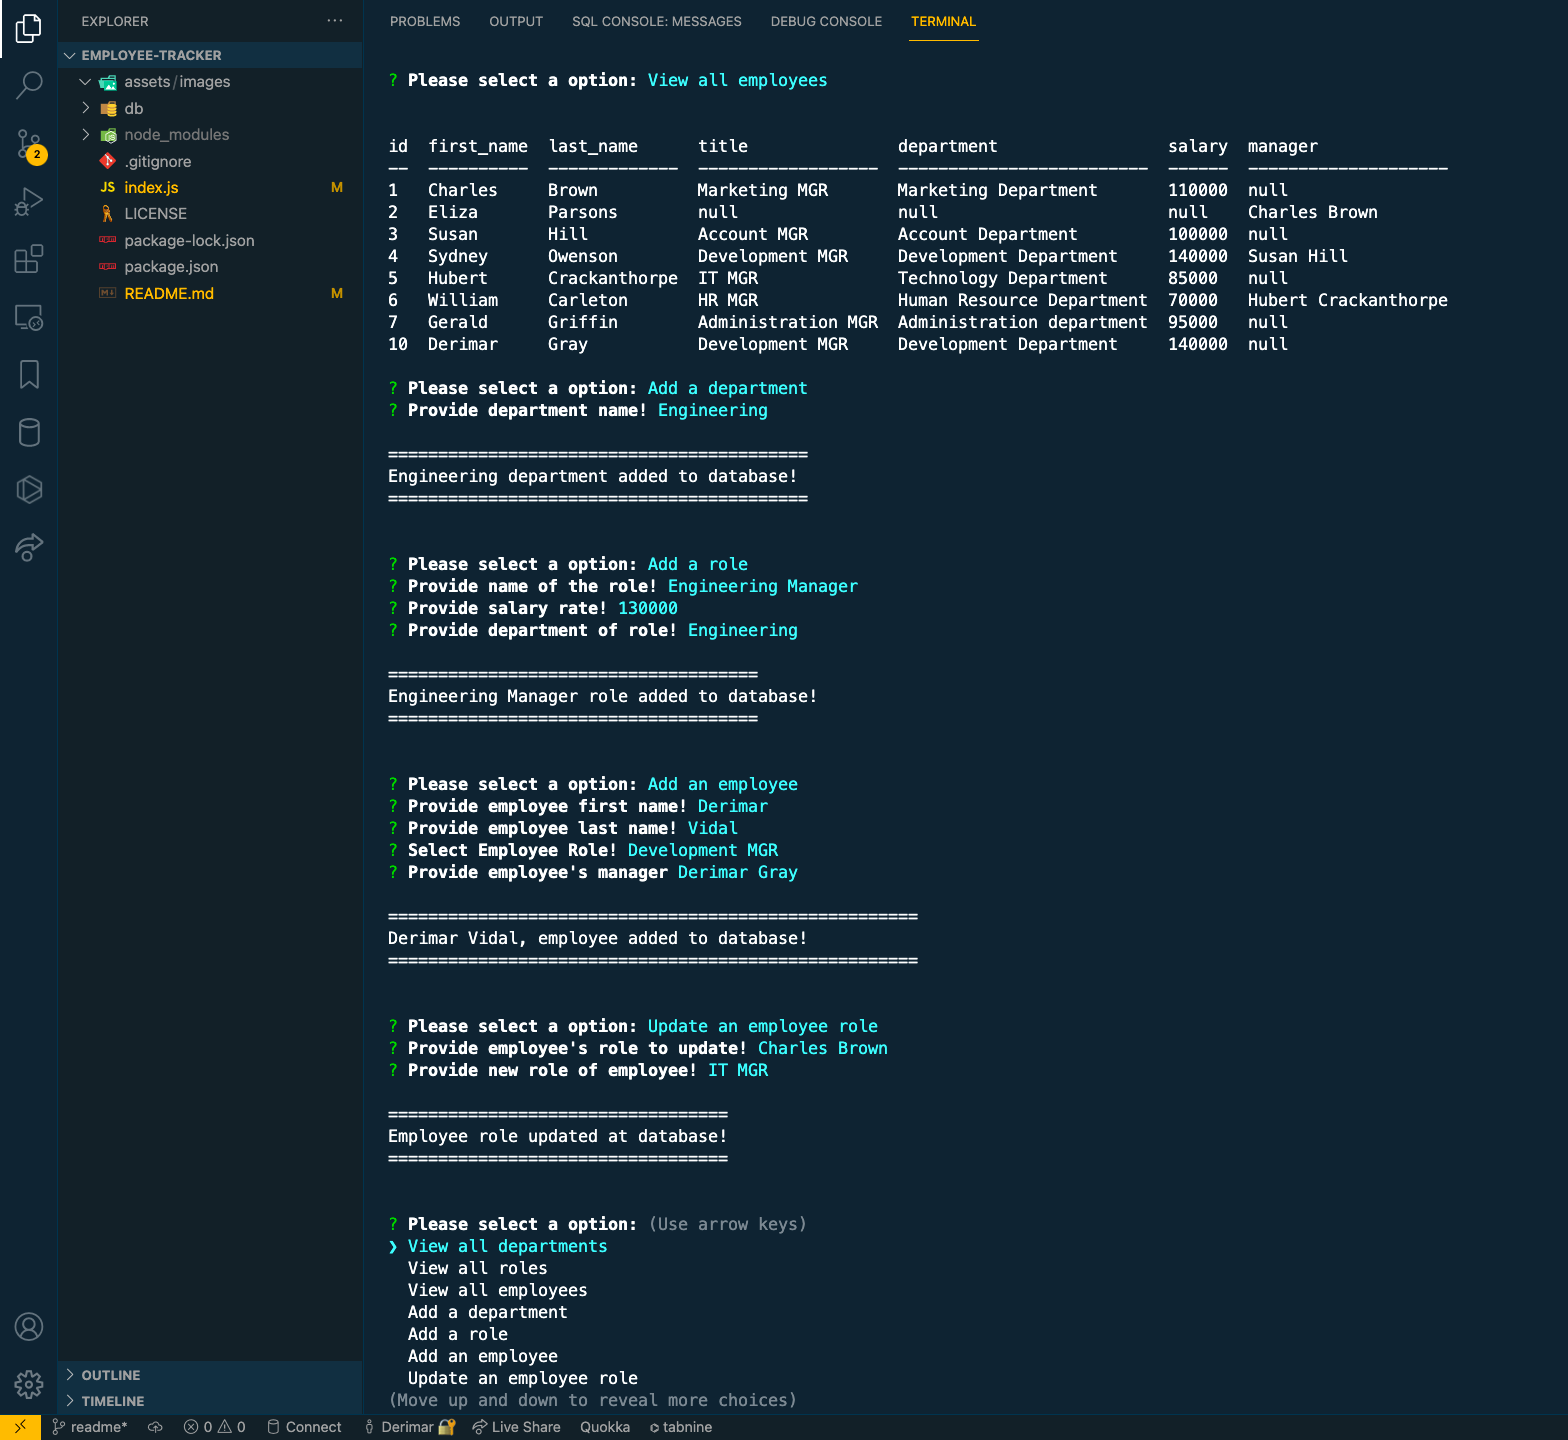 EXPLORER ···
EMPLOYEE-TRACKER
assets/images
db
node_modules
.gitignore
JS index.js M
LICENSE
package-lock.json
package.json
README.md M
2
OUTLINE
TIMELINE
PROBLEMS OUTPUT SQL CONSOLE: MESSAGES DEBUG CONSOLE TERMINAL
? Please select a option: View all employees
id first_name last_name title department salary manager
-- ---------- ------------- ------------------ ------------------------- ------ --------------------
1 Charles Brown Marketing MGR Marketing Department 110000 null
2 Eliza Parsons null null null Charles Brown
3 Susan Hill Account MGR Account Department 100000 null
4 Sydney Owenson Development MGR Development Department 140000 Susan Hill
5 Hubert Crackanthorpe IT MGR Technology Department 85000 null
6 William Carleton HR MGR Human Resource Department 70000 Hubert Crackanthorpe
7 Gerald Griffin Administration MGR Administration department 95000 null
10 Derimar Gray Development MGR Development Department 140000 null
? Please select a option: Add a department
? Provide department name! Engineering
==========================================
Engineering department added to database!
==========================================
? Please select a option: Add a role
? Provide name of the role! Engineering Manager
? Provide salary rate! 130000
? Provide department of role! Engineering
=====================================
Engineering Manager role added to database!
=====================================
? Please select a option: Add an employee
? Provide employee first name! Derimar
? Provide employee last name! Vidal
? Select Employee Role! Development MGR
? Provide employee's manager Derimar Gray
=====================================================
Derimar Vidal, employee added to database!
=====================================================
? Please select a option: Update an employee role
? Provide employee's role to update! Charles Brown
? Provide new role of employee! IT MGR
==================================
Employee role updated at database!
==================================
? Please select a option: (Use arrow keys)
❯ View all departments
View all roles
View all employees
Add a department
Add a role
Add an employee
Update an employee role
(Move up and down to reveal more choices)
readme* 0 0 Connect Derimar Live Share Quokka tabnine